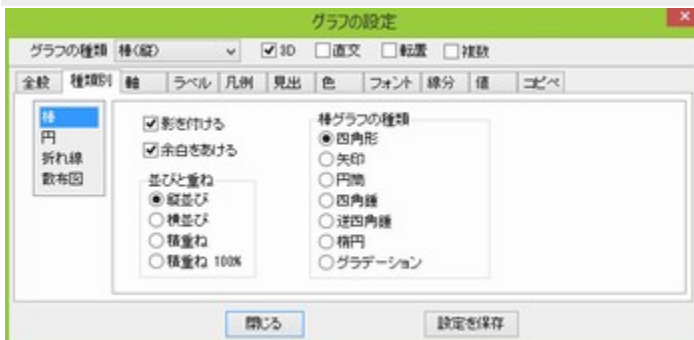 グラフの設定
グラフの種類 棒(縦) 3D 直交 転置 複数
全般 種類別 軸 ラベル 凡例 見出 色 フォント 線分 値 コピペ
棒
円
折れ線
散布図
影を付ける
余白をあける
並びと重ね
縦並び
横並び
積重ね
積重ね 100%
棒グラフの種類
四角形
矢印
円筒
四角錘
逆四角錘
楕円
グラデーション
閉じる 設定を保存